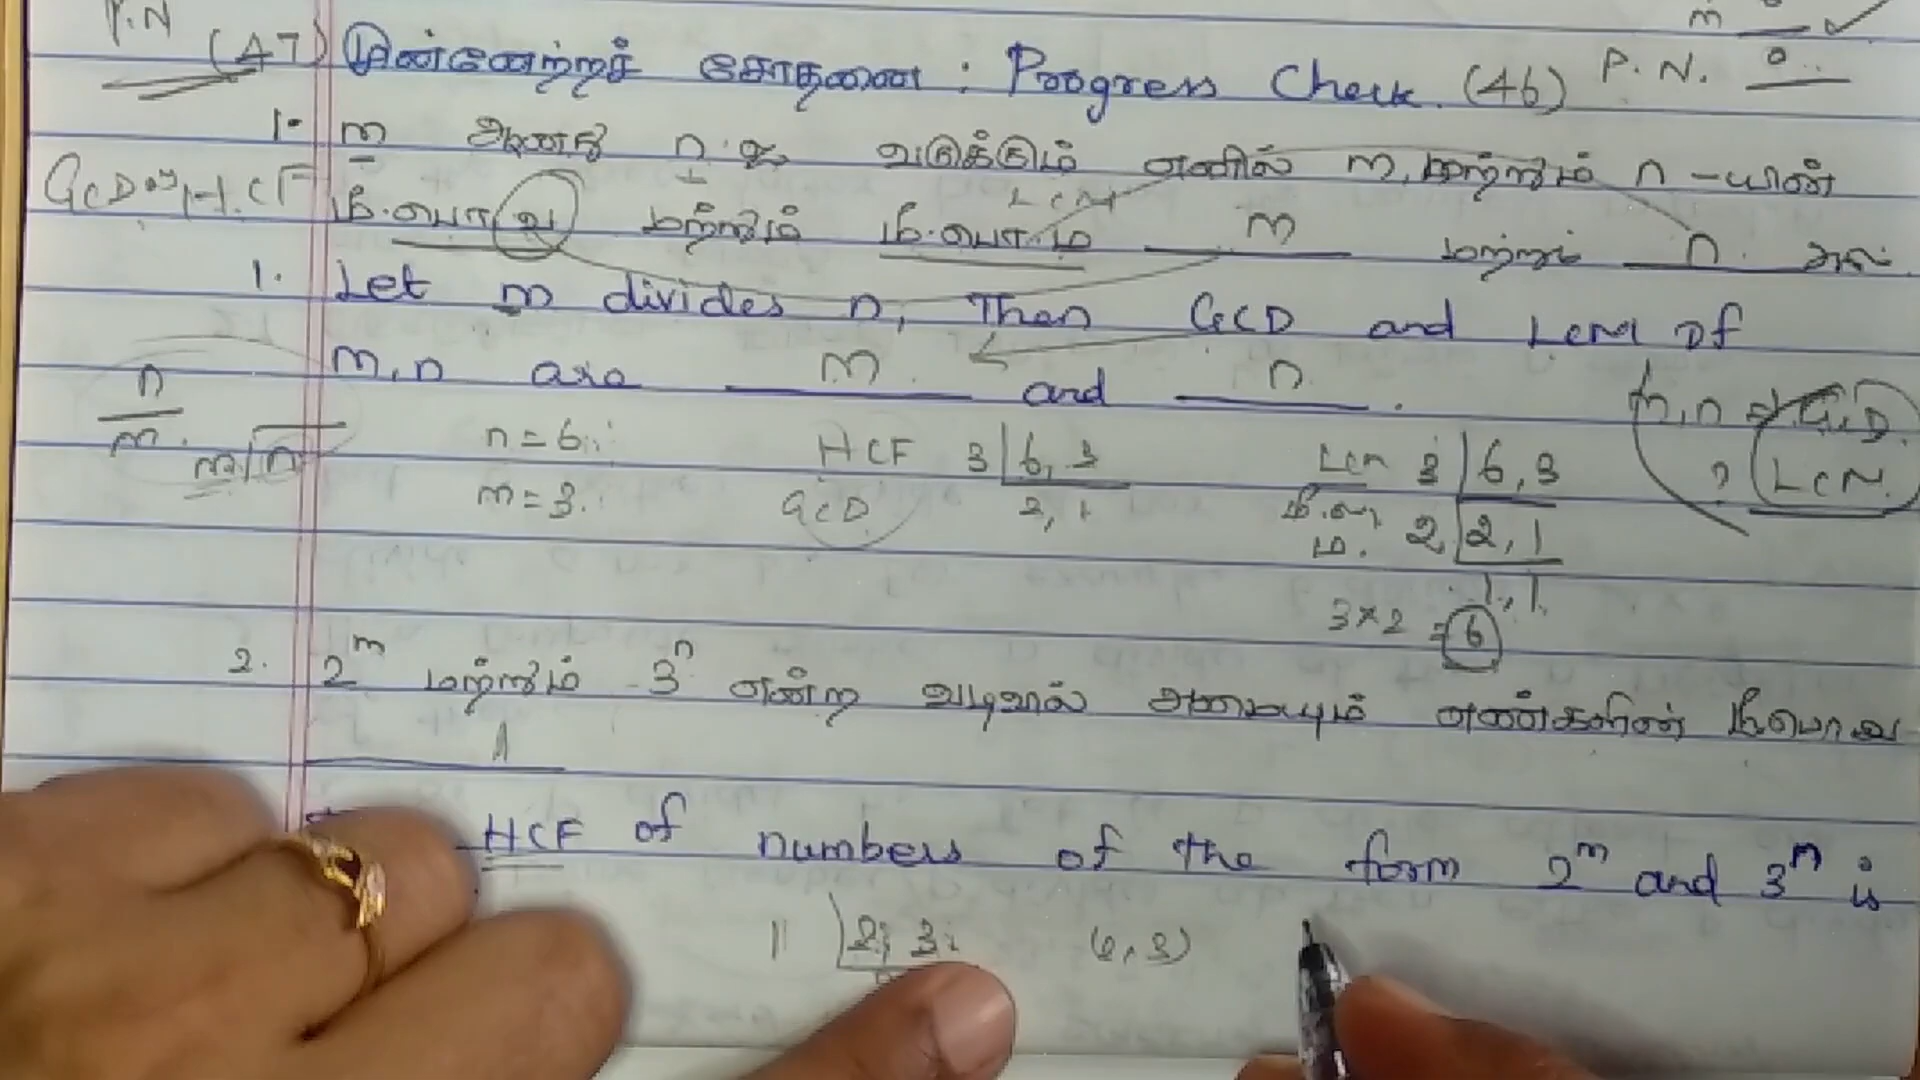 P.N (47) முன்னேற்றச் சோதனை : Progress Check. (46) P.N.
1. m ஆனது n ஐ வகுக்கும் எனில் m, மற்றும் n -யின்
GCD or H.CF மீ.பொ.வ மற்றும் மீ.பொ.ம m மற்றும் n ஆகும்
LCM
1. Let m divides n, Then GCD and LCM of
m,n are m and n.
n
m
m n
n = 6
m = 3.
HCF 3 6, 3
GCD. 2, 1
LCM 3 6, 3
2 2, 1
1, 1
3×2 = 6
m,n GCD.
? LCM.
2. 2^m மற்றும் 3^n என்ற வடிவில் அமையும் எண்களின் மீபொவ
1
HCF of numbers of the form 2^m and 3^n is
1 2, 3